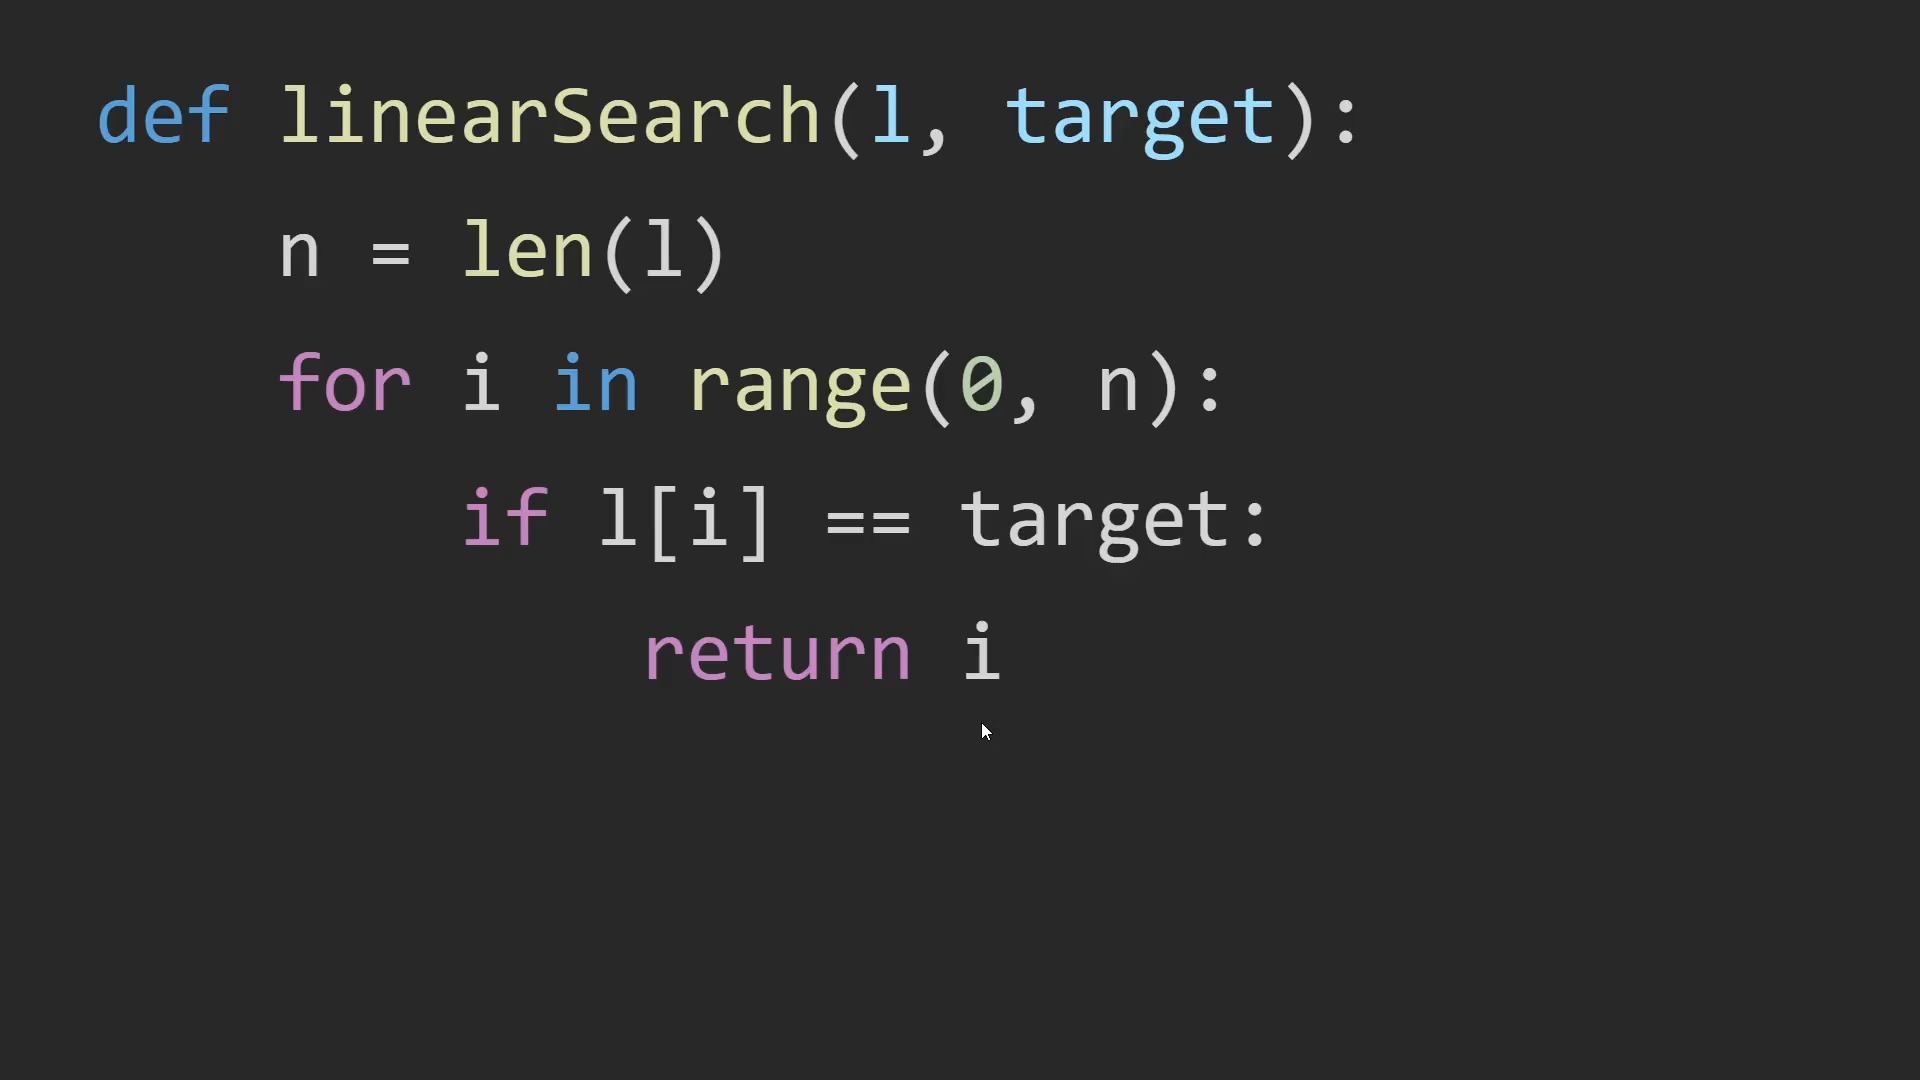 def linearSearch(l, target):
    n = len(l)
    for i in range(0, n):
        if l[i] == target:
            return i